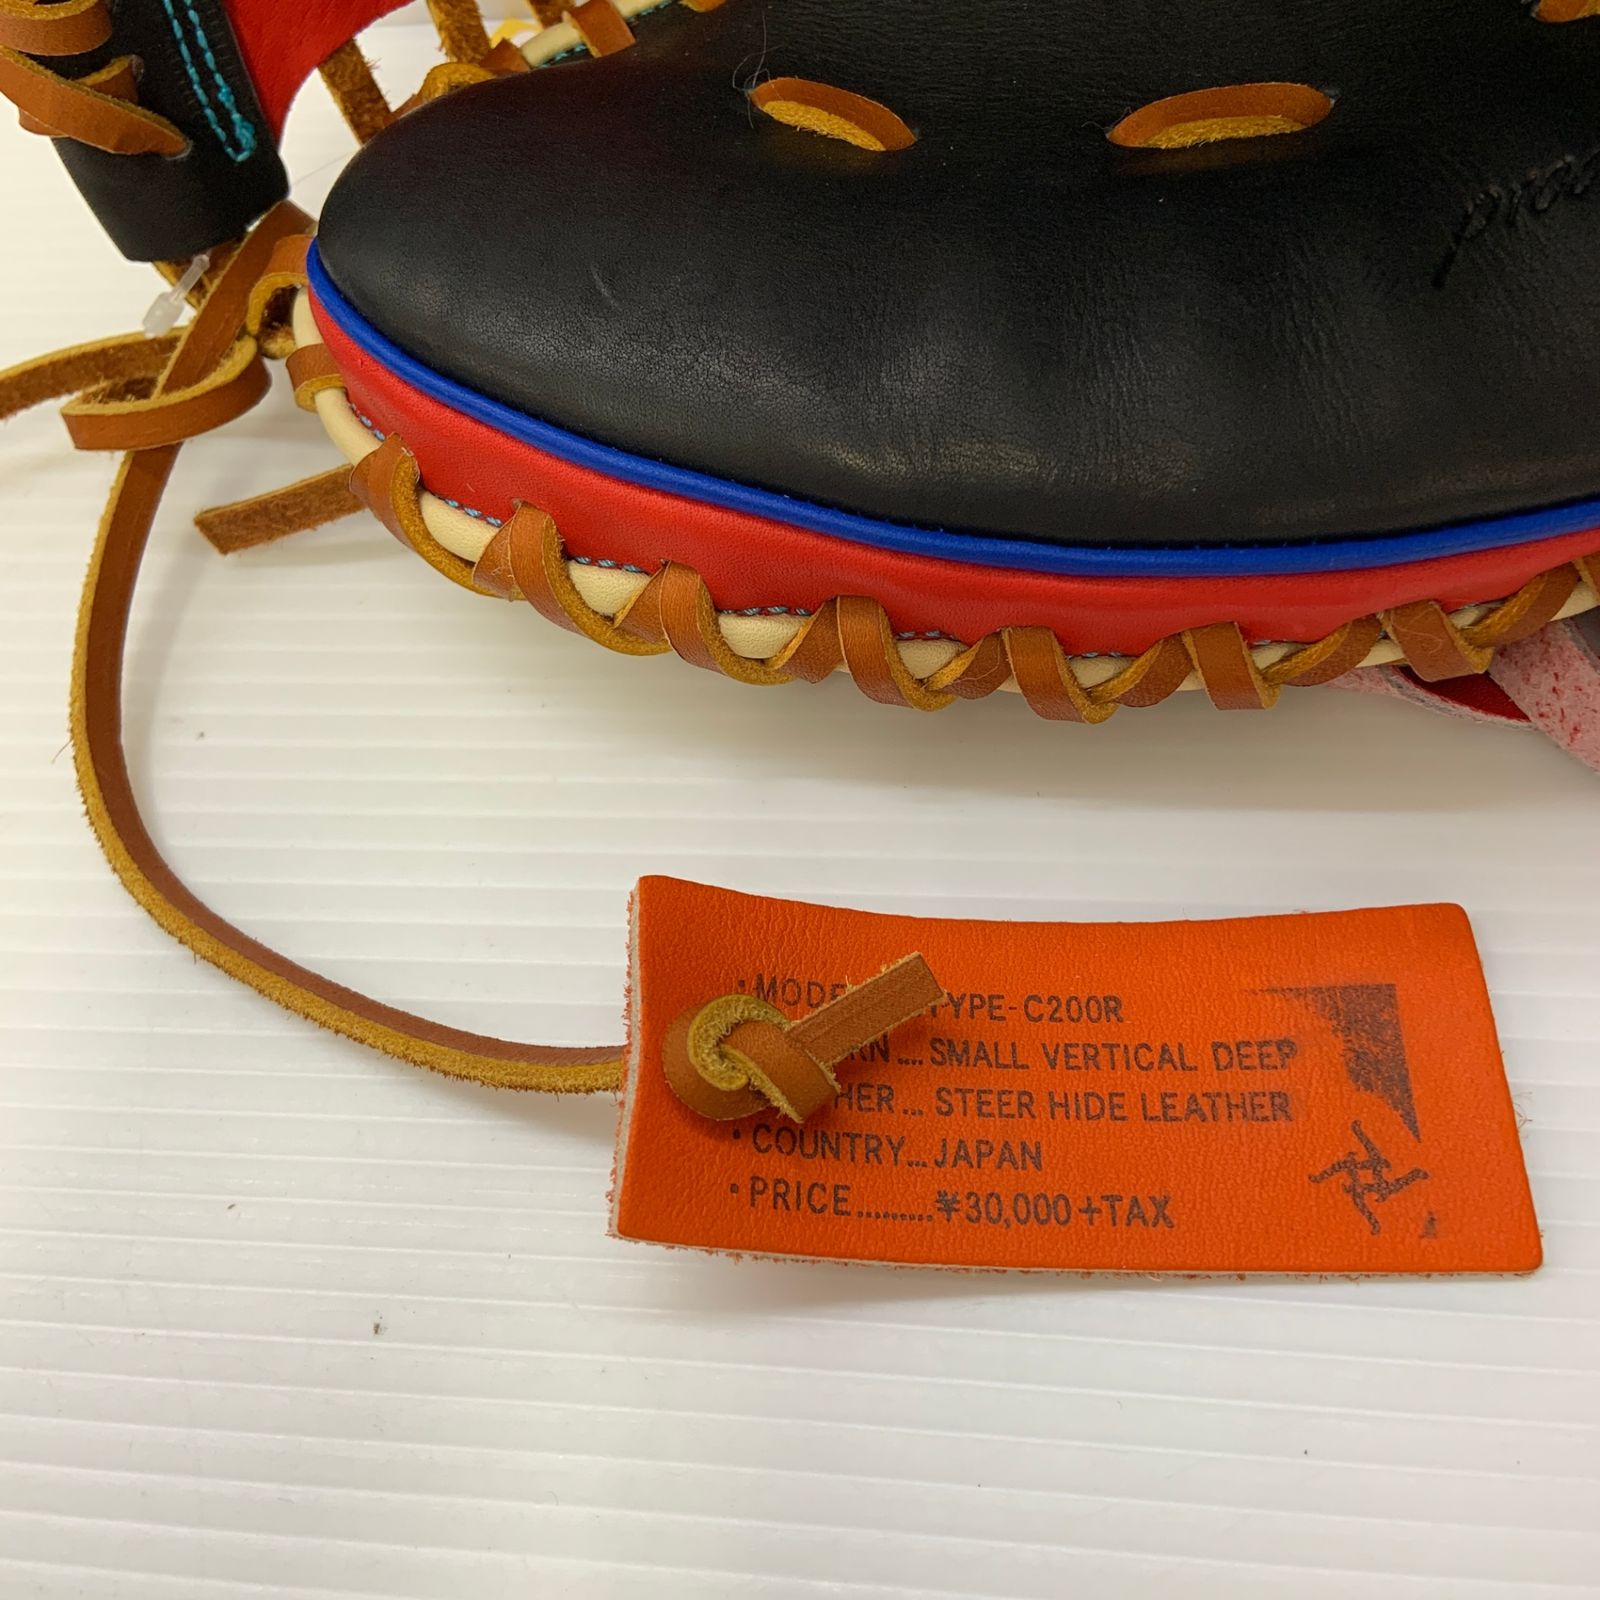 ・MODE YPE-C200R
RN .... SMALL VERTICAL DEEP
HER ... STEER HIDE LEATHER
・COUNTRY... JAPAN
・PRICE.......... ¥30,000+TAX